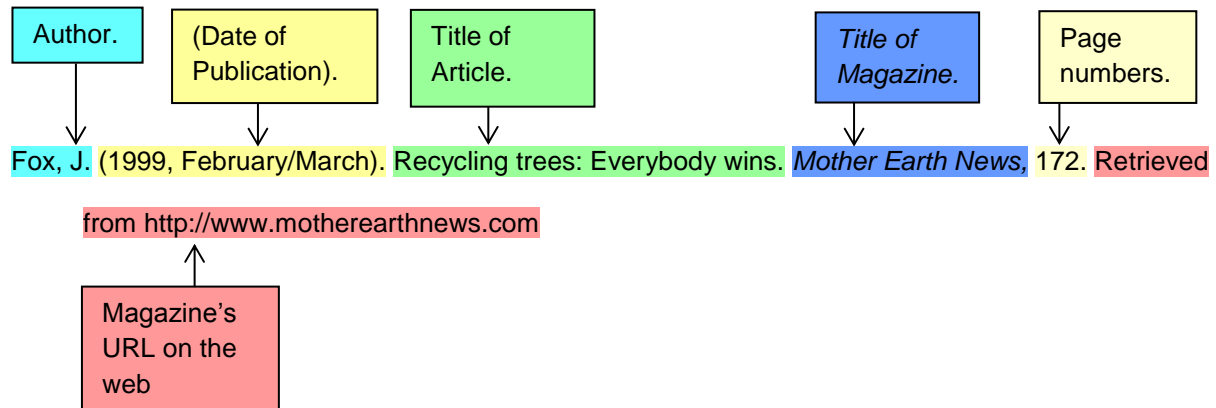 Author.
(Date of
Publication).
Title of
Article.
Title of
Magazine.
Page
numbers.
Fox, J. (1999, February/March). Recycling trees: Everybody wins. Mother Earth News, 172. Retrieved
from http://www.motherearthnews.com
Magazine’s
URL on the
web